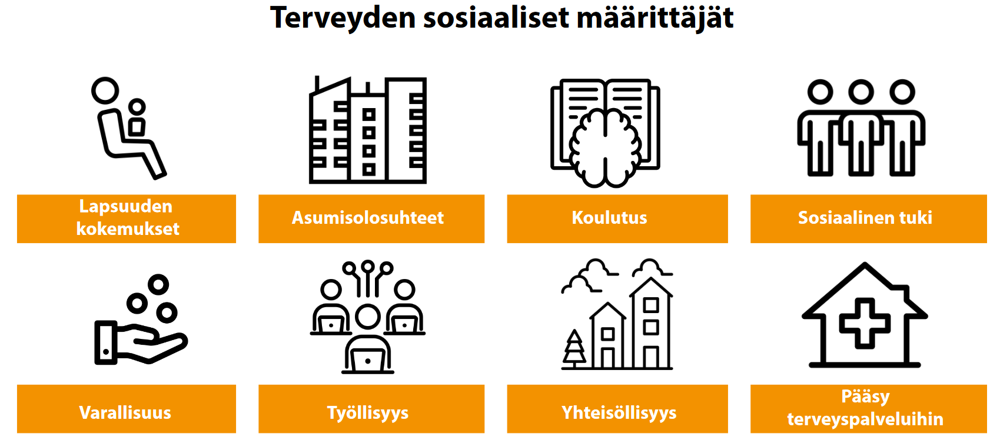 Terveyden sosiaaliset määrittäjät
Lapsuuden
kokemukset
Asumisolosuhteet
Koulutus
Sosiaalinen tuki
Varallisuus
Työllisyys
Yhteisöllisyys
Pääsy
terveyspalveluihin